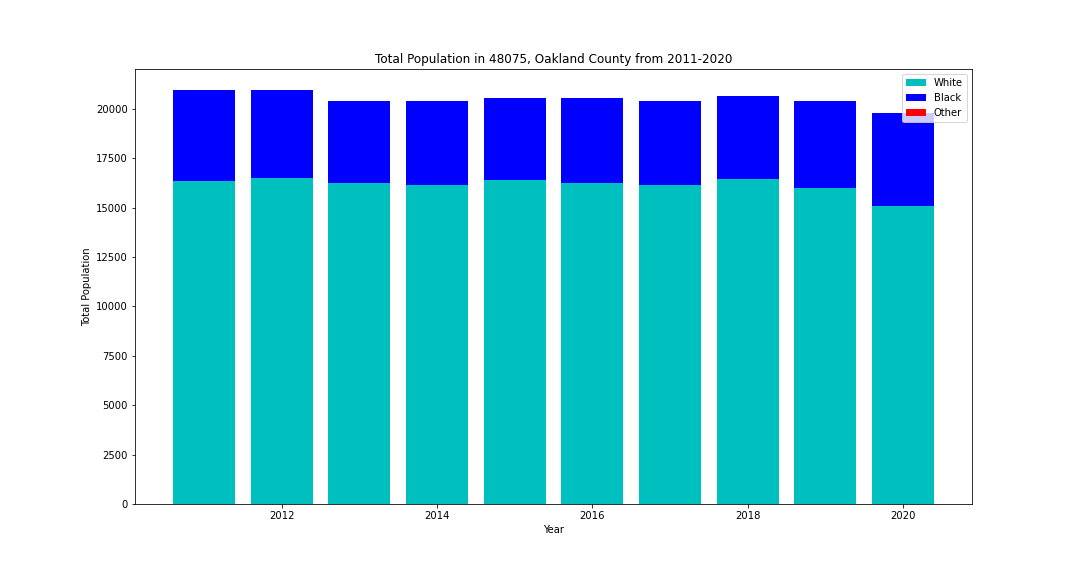 Total Population in 48075, Oakland County from 2011-2020
White
Black
Other
20000
17500
15000
12500
10000
7500
5000
2500
0
Total Population
2012
2014
2016
2018
2020
Year